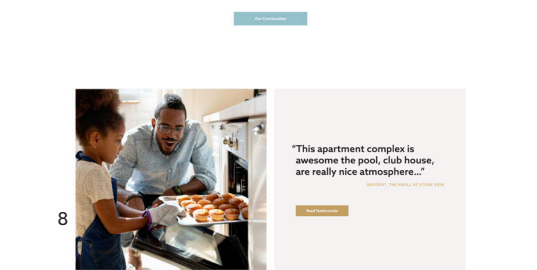 Our Communities
“This apartment complex is
awesome the pool, club house,
are really nice atmosphere...”
RESIDENT, THE KNOLL AT STONE VIEW
Read Testimonials
8